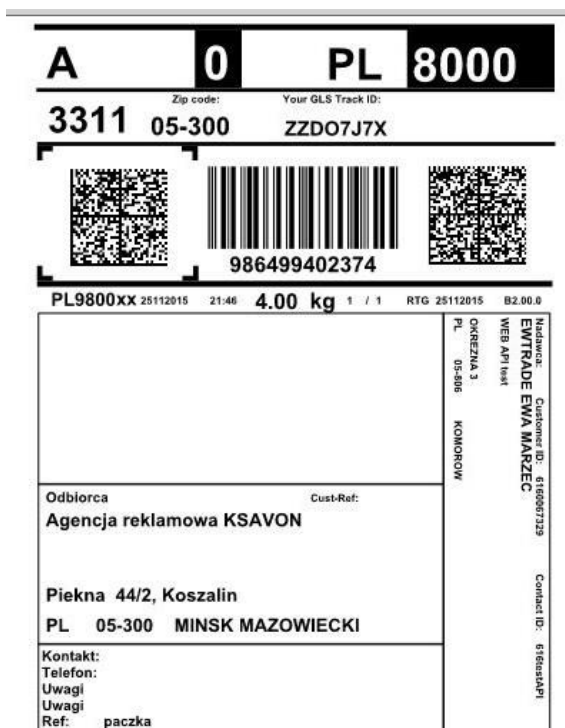 A 0 PL 8000
Zip code: Your GLS Track ID:
3311 05-300 ZZDO7J7X
986499402374
PL9800xx 25112015 21:46 4.00 kg 1 / 1 RTG 25112015 B2.00.0
Nadawca: Customer ID: 6160067329 Contact ID: 616testAPI
EWTRADE EWA MARZEC
WEB API test
OKREZNA 3
PL 05-806 KOMOROW
Odbiorca Cust-Ref:
Agencja reklamowa KSAVON
Piekna 44/2, Koszalin
PL 05-300 MINSK MAZOWIECKI
Kontakt:
Telefon:
Uwagi
Uwagi
Ref: paczka